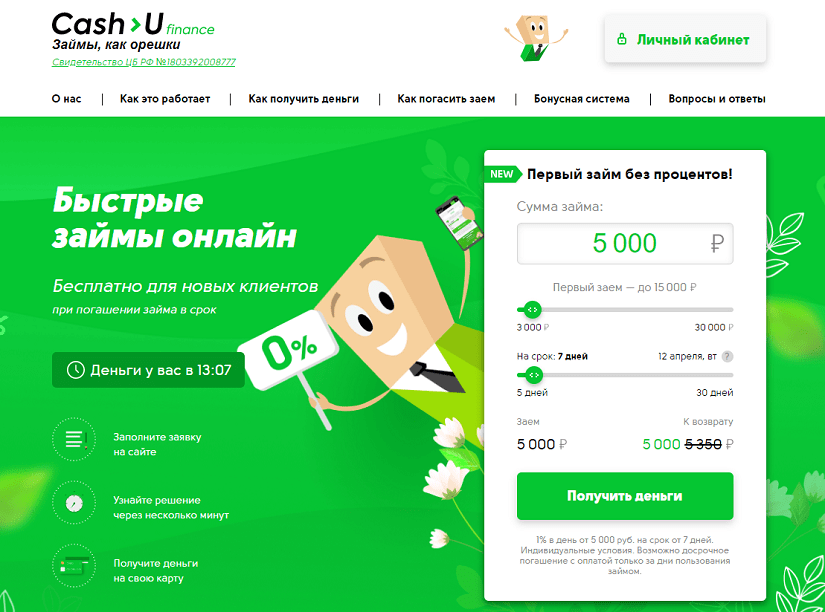 Cash U finance
Займы, как орешки
Свидетельство ЦБ РФ №1803392008777
Личный кабинет
О нас
Как это работает
Как получить деньги
Как погасить заем
Бонусная система
Вопросы и ответы
Быстрые
займы онлайн
Бесплатно для новых клиентов
при погашении займа в срок
0%
Деньги у вас в 13:07
Заполните заявку
на сайте
Узнайте решение
через несколько минут
Получите деньги
на свою карту
NEW Первый займ без процентов!
Сумма займа:
5 000 ₽
Первый заем — до 15 000 ₽
3 000 ₽ 30 000 ₽
На срок: 7 дней 12 апреля, вт ?
5 дней 30 дней
Заем К возврату
5 000 ₽ 5 000 5 350 ₽
Получить деньги
1% в день от 5 000 руб. на срок от 7 дней.
Индивидуальные условия. Возможно досрочное
погашение с оплатой только за дни пользования
займом.